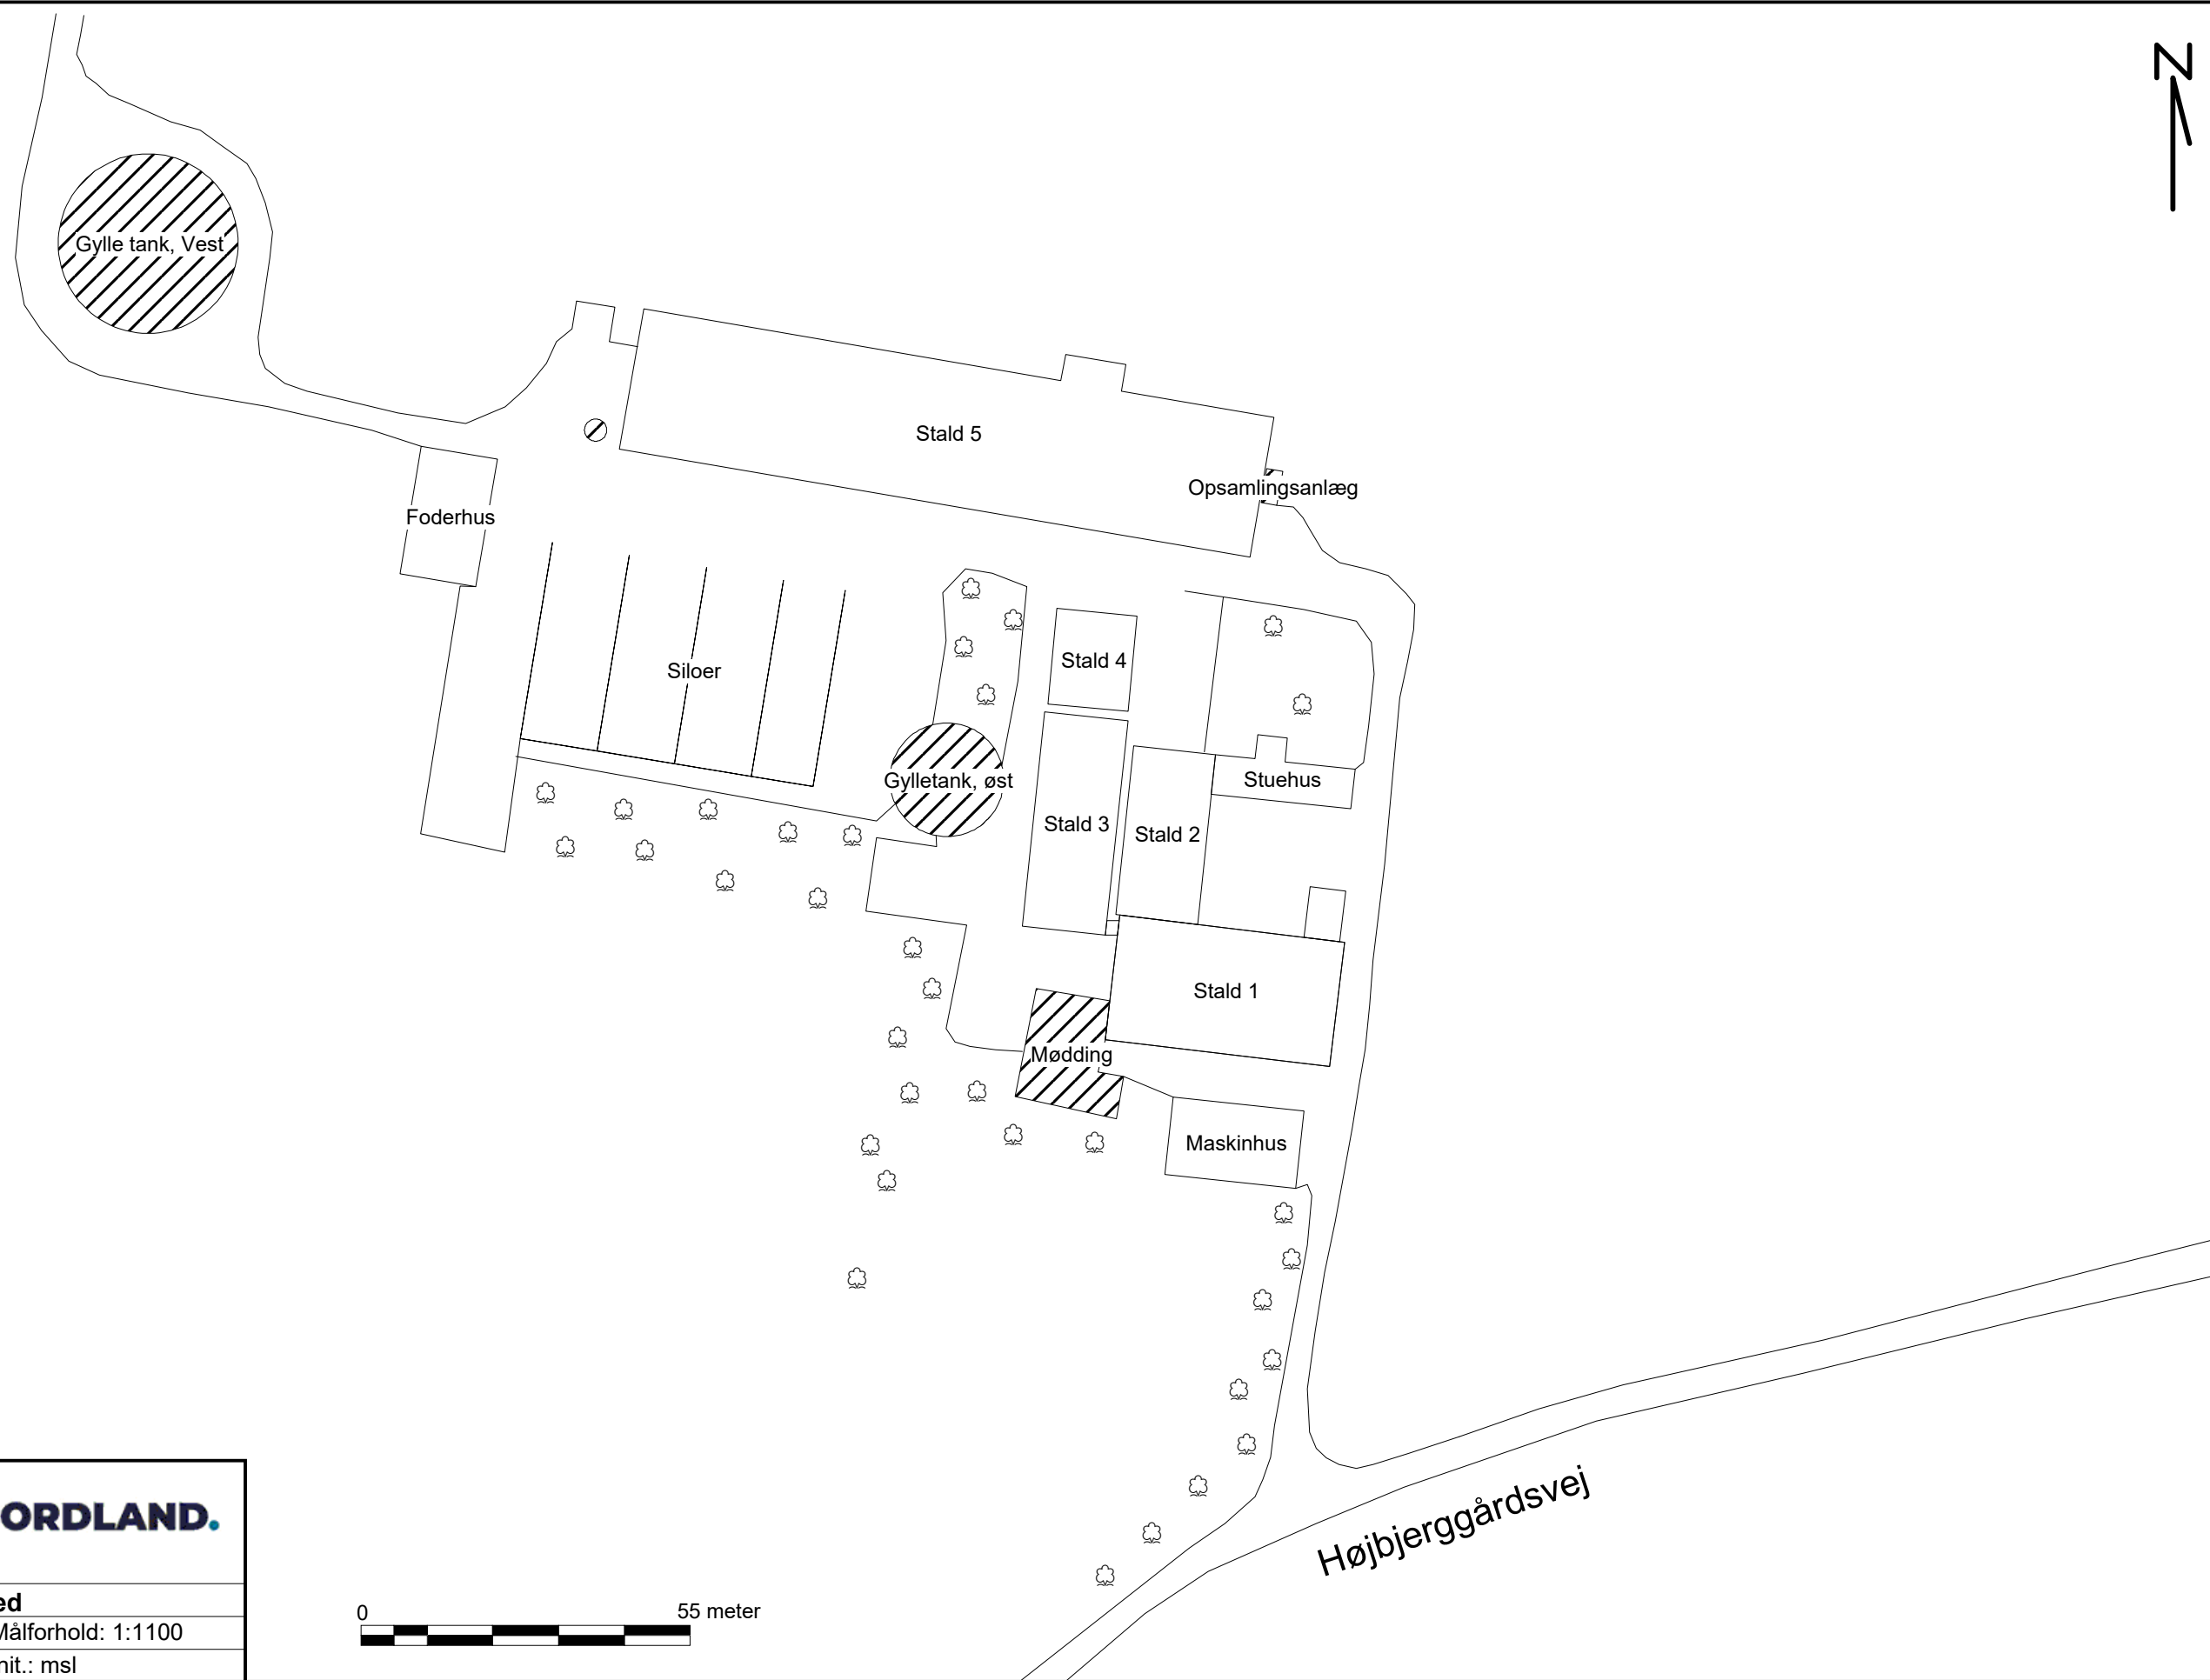 N
Gylle tank, Vest
Stald 5
Opsamlingsanlæg
Foderhus
Stald 4
Siloer
Gylletank, øst
Stuehus
Stald 3
Stald 2
Stald 1
Mødding
Maskinhus
Højbjerggårdsvej
ORDLAND.
ed
Målforhold: 1:1100
nit.: msl
0
55 meter